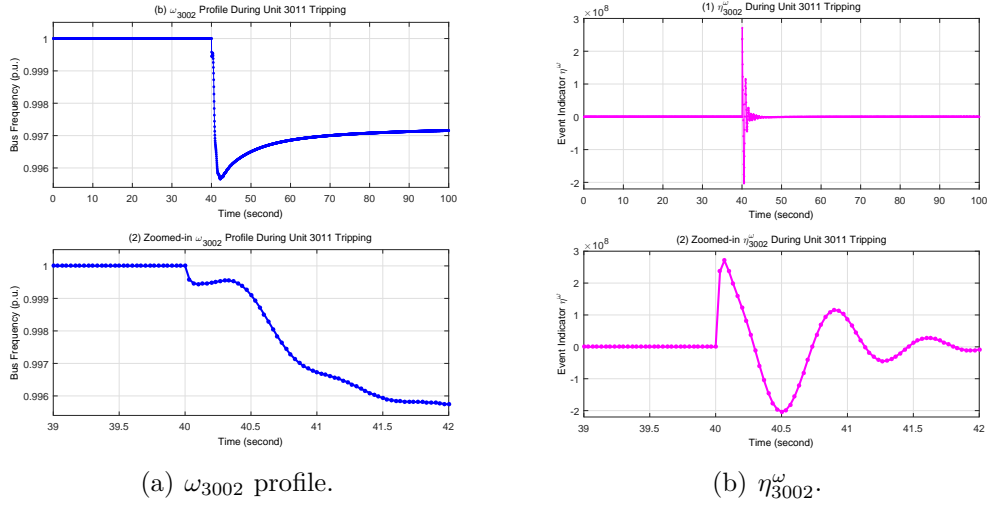 (b) ω3002 Profile During Unit 3011 Tripping
Bus Frequency (p.u.)
1
0.999
0.998
0.997
0.996
0 10 20 30 40 50 60 70 80 90 100
Time (second)
(2) Zoomed-in ω3002 Profile During Unit 3011 Tripping
Bus Frequency (p.u.)
1
0.999
0.998
0.997
0.996
39 39.5 40 40.5 41 41.5 42
Time (second)
(a) ω3002 profile.
(1) η^ω_3002 During Unit 3011 Tripping
×10^8
Event Indicator η^ω
3
2
1
0
-1
-2
0 10 20 30 40 50 60 70 80 90 100
Time (second)
(2) Zoomed-in η^ω_3002 During Unit 3011 Tripping
×10^8
Event Indicator η^ω
3
2
1
0
-1
-2
39 39.5 40 40.5 41 41.5 42
Time (second)
(b) η^ω_3002.